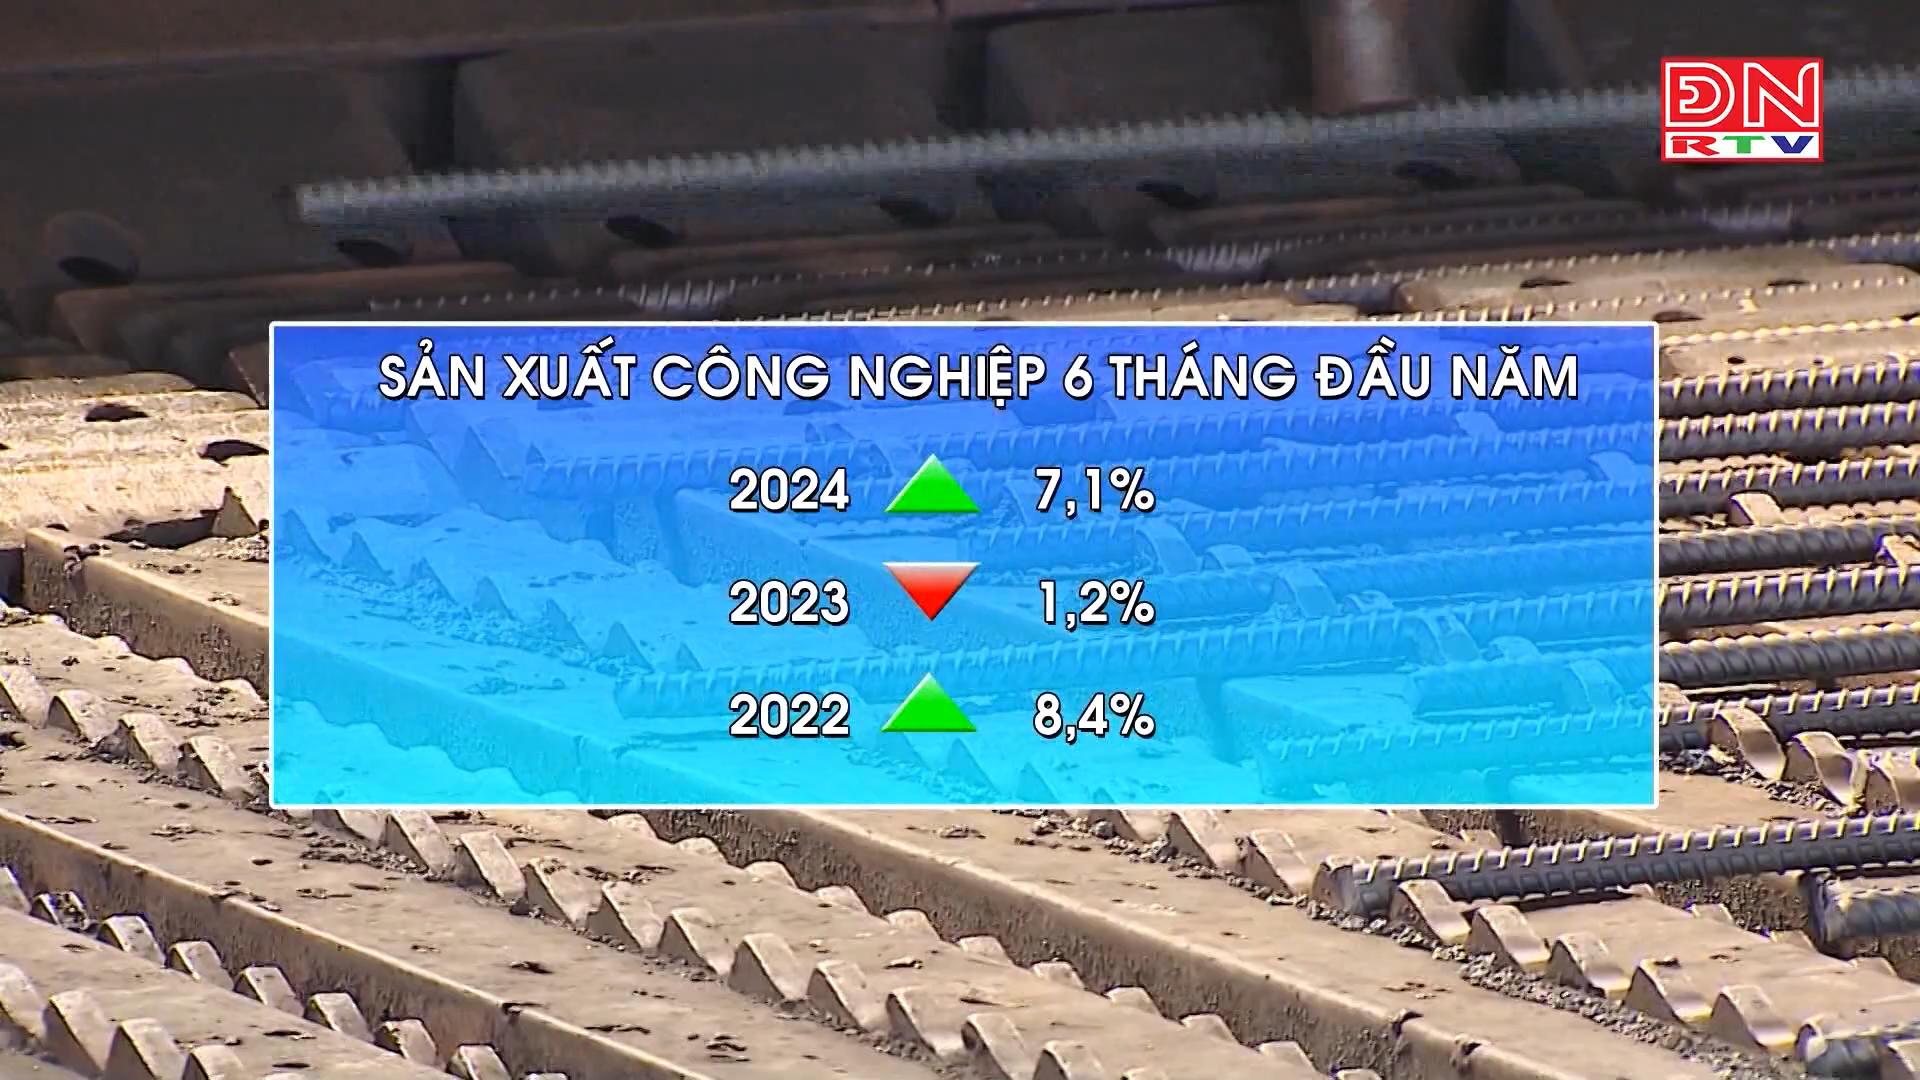 ĐN
RTV
SẢN XUẤT CÔNG NGHIỆP 6 THÁNG ĐẦU NĂM
2024 7,1%
2023 1,2%
2022 8,4%